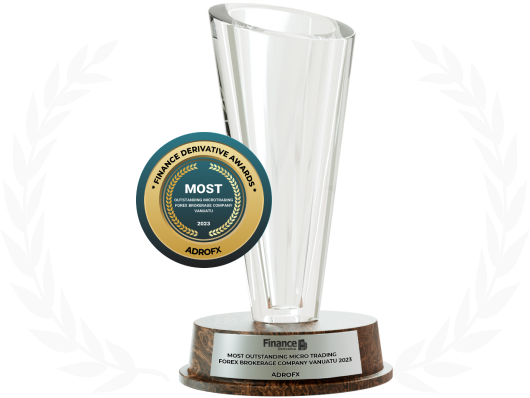 * FINANCE DERIVATIVE AWARDS *
MOST
OUTSTANDING MICROTRADING
FOREX BROKERAGE COMPANY
VANUATU
2023
ADROFX
Finance
MOST OUTSTANDING MICRO TRADING
FOREX BROKERAGE COMPANY VANUATU 2023
ADROFX